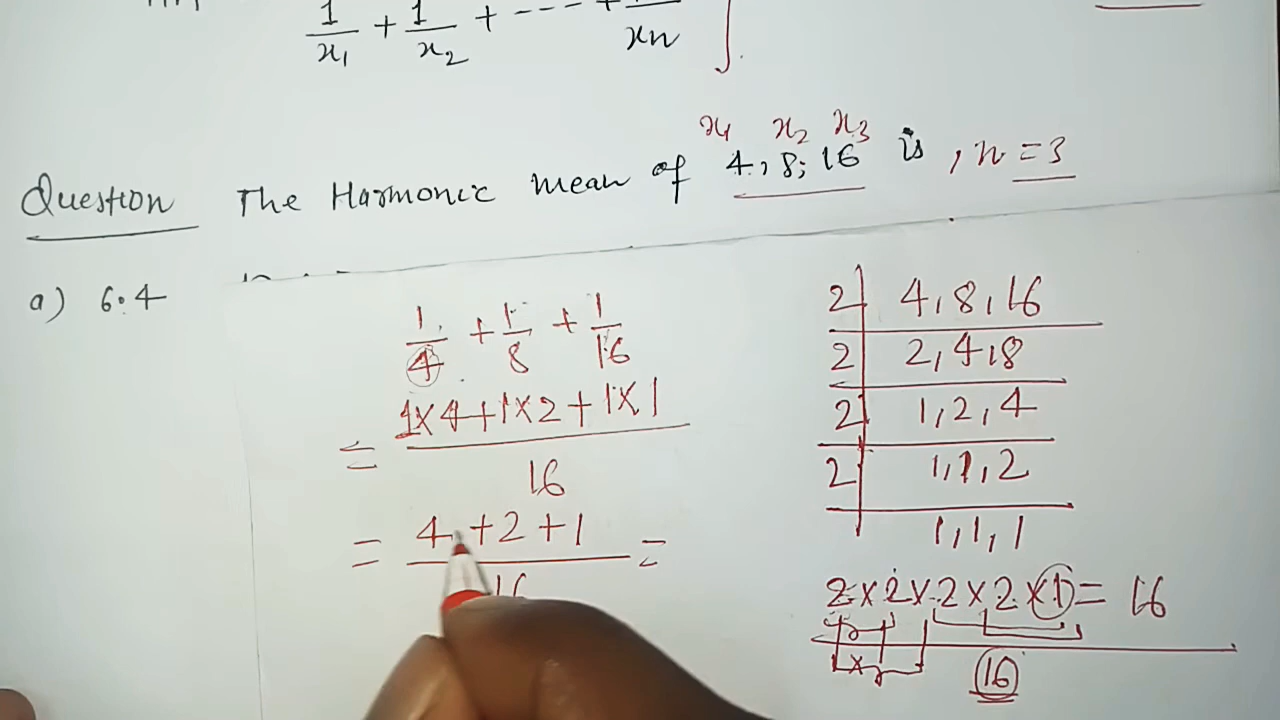 1/x1 + 1/x2 + ---- +
xn
x1 x2 x3
Question The Harmonic mean of 4, 8, 16 is , n = 3
a) 6.4
1/4 + 1/8 + 1/16
= 1×4+1×2+1×1
16
= 4+2+1 =
16
2 4, 8, 16
2 2, 4, 8
2 1, 2, 4
2 1, 1, 2
1, 1, 1
2×2×2×2×1 = 16
16